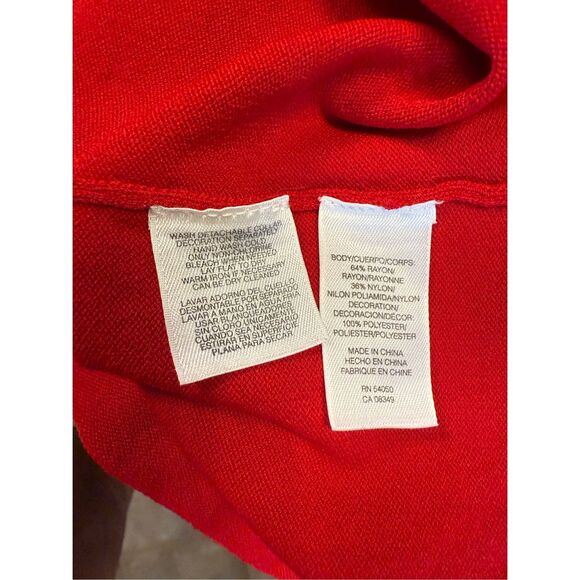 WASH DETACHABLE COLLAR
DECORATION SEPARATELY
HAND WASH COLD
ONLY NON-CHLORINE
BLEACH WHEN NEEDED
LAY FLAT TO DRY
WARM IRON IF NECESSARY
CAN BE DRY CLEANED
LAVAR ADORNO DEL CUELLO
DESMONTABLE POR SEPARADO
LAVAR A MANO EN AGUA FRIA
USAR BLANQUEADORES
SIN CLORO UNICAMENTE
CUANDO SEA NECESARIO
ESTIRAR EN SUPERFICIE
PLANA PARA SECAR
BODY/CUERPO/CORPS:
64% RAYON/
RAYON/RAYONNE
36% NYLON/
NILON POLIAMIDA/NYLON
DECORATION/
DECORACION/DÉCOR:
100% POLYESTER/
POLIESTER/POLYESTER
MADE IN CHINA
HECHO EN CHINA
FABRIQUE EN CHINE
RN 54050
CA 08349